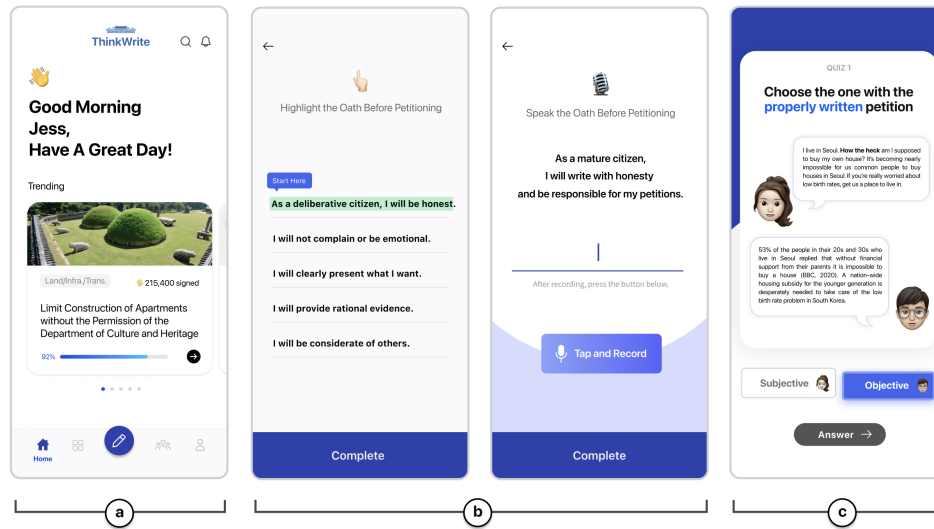 ThinkWrite
Good Morning
Jess,
Have A Great Day!
Trending
Land/Infra./Trans.
215,400 signed
Limit Construction of Apartments
without the Permission of the
Department of Culture and Heritage
92%
Home
a
Highlight the Oath Before Petitioning
Start Here
As a deliberative citizen, I will be honest.
I will not complain or be emotional.
I will clearly present what I want.
I will provide rational evidence.
I will be considerate of others.
Complete
Speak the Oath Before Petitioning
As a mature citizen,
I will write with honesty
and be responsible for my petitions.
After recording, press the button below.
Tap and Record
Complete
b
QUIZ 1
Choose the one with the
properly written petition
I live in Seoul. How the heck am I supposed
to buy my own house? It's becoming nearly
impossible for us common people to buy
houses in Seoul. If you're really worried about
low birth rates, get us a place to live in.
53% of the people in their 20s and 30s who
live in Seoul replied that without financial
support from their parents it is impossible to
buy a house (BBC, 2020). A nation-wide
housing subsidy for the younger generation is
desperately needed to take care of the low
birth rate problem in South Korea.
Subjective
Objective
Answer
c